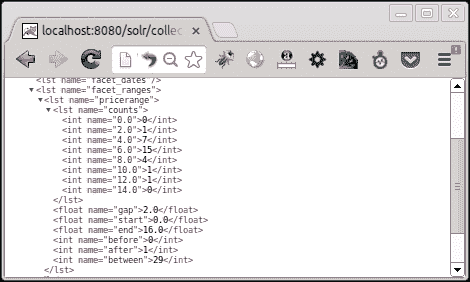 localhost:8080/solr/collec
<lst name="facet_dates"/>
▼<lst name="facet_ranges">
▼<lst name="pricerange">
▼<lst name="counts">
<int name="0.0">0</int>
<int name="2.0">1</int>
<int name="4.0">7</int>
<int name="6.0">15</int>
<int name="8.0">4</int>
<int name="10.0">1</int>
<int name="12.0">1</int>
<int name="14.0">0</int>
</lst>
<float name="gap">2.0</float>
<float name="start">0.0</float>
<float name="end">16.0</float>
<int name="before">0</int>
<int name="after">1</int>
<int name="between">29</int>
</lst>